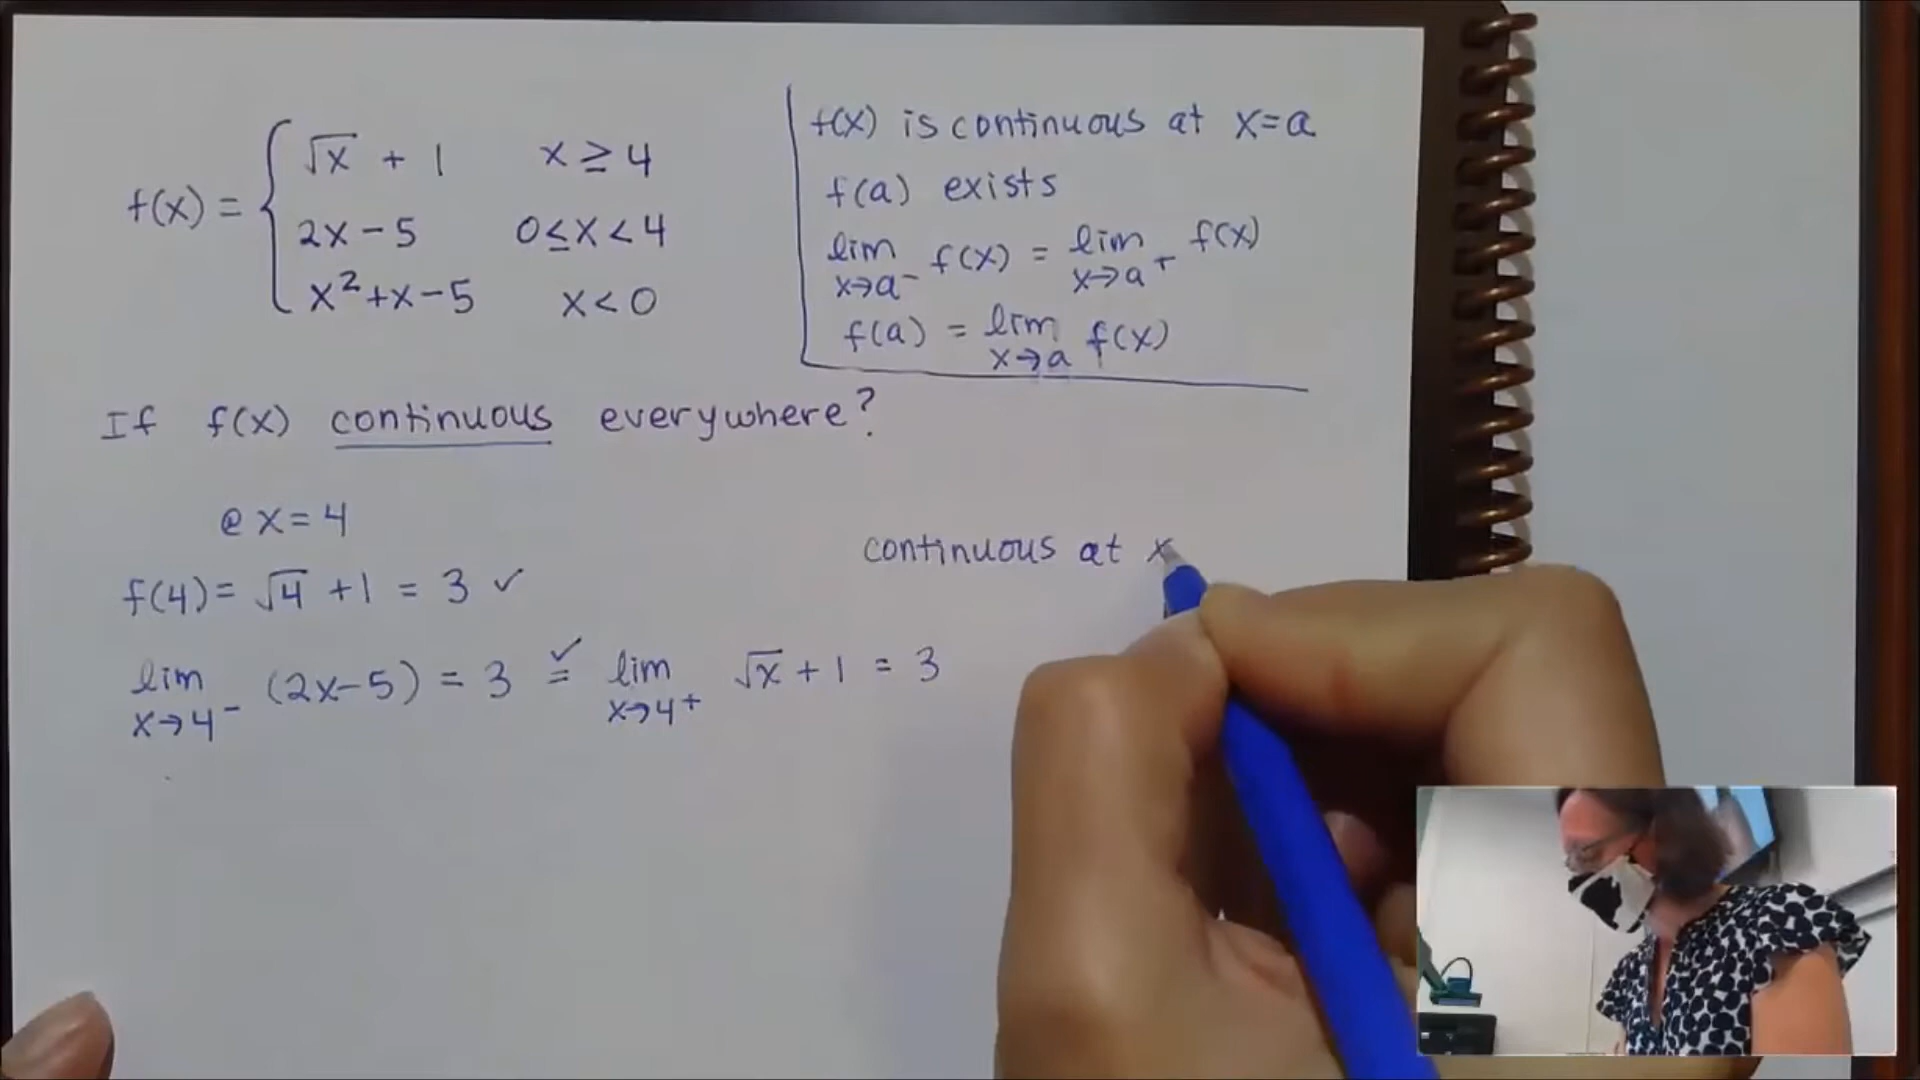 f(x) = { √x + 1 x ≥ 4
2x - 5 0 ≤ x < 4
x² + x - 5 x < 0
f(x) is continuous at x = a
f(a) exists
lim x→a⁻ f(x) = lim x→a⁺ f(x)
f(a) = lim x→a f(x)
If f(x) continuous everywhere?
@ x = 4
f(4) = √4 + 1 = 3 ✓
lim x→4⁻ (2x - 5) = 3 ✓= lim x→4⁺ √x + 1 = 3
continuous at x